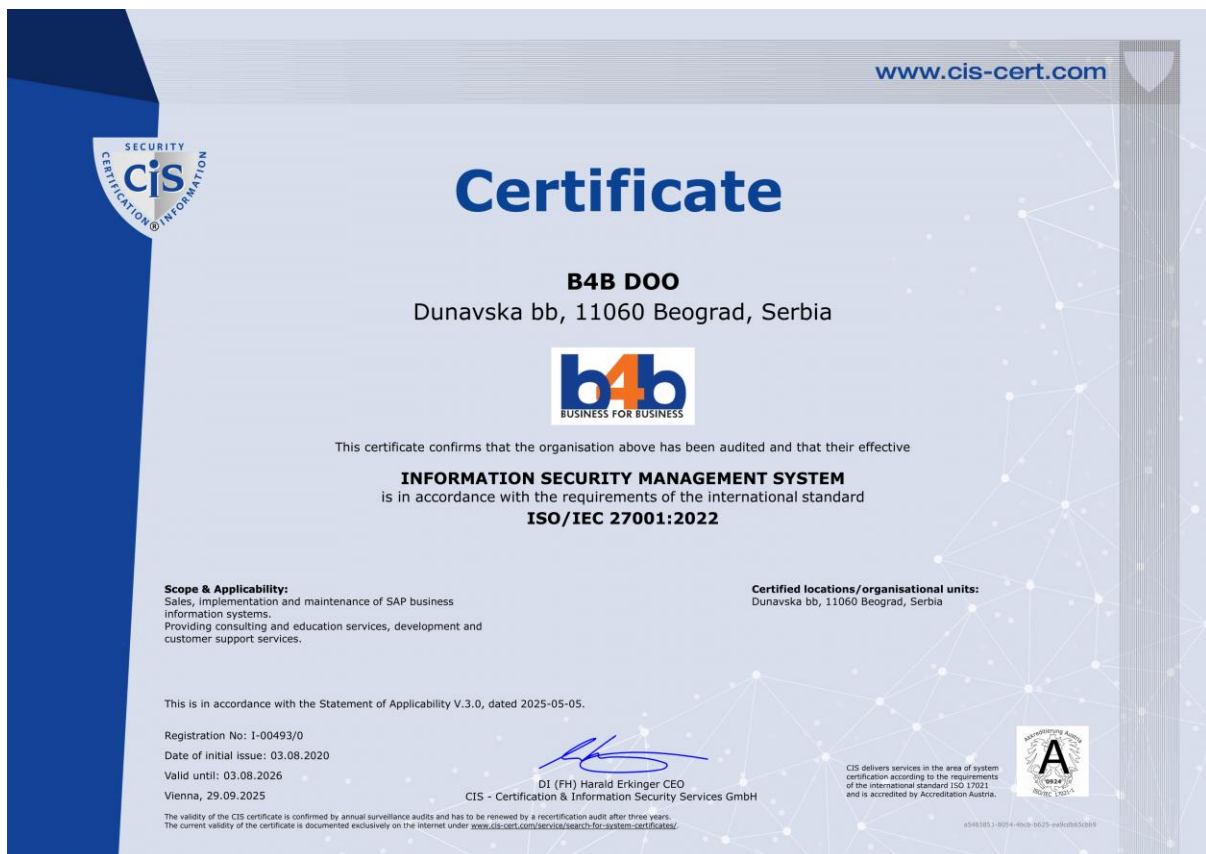 www.cis-cert.com
SECURITY
CERTIFICATION & INFORMATION
CIS
Certificate
B4B DOO
Dunavska bb, 11060 Beograd, Serbia
b4b
BUSINESS FOR BUSINESS
This certificate confirms that the organisation above has been audited and that their effective
INFORMATION SECURITY MANAGEMENT SYSTEM
is in accordance with the requirements of the international standard
ISO/IEC 27001:2022
Scope & Applicability:
Sales, implementation and maintenance of SAP business
information systems.
Providing consulting and education services, development and
customer support services.
Certified locations/organisational units:
Dunavska bb, 11060 Beograd, Serbia
This is in accordance with the Statement of Applicability V.3.0, dated 2025-05-05.
Registration No: I-00493/0
Date of initial issue: 03.08.2020
Valid until: 03.08.2026
Vienna, 29.09.2025
DI (FH) Harald Erkinger CEO
CIS - Certification & Information Security Services GmbH
CIS delivers services in the area of system
certification according to the requirements
of the international standard ISO 17021
and is accredited by Accreditation Austria.
Akkreditierung Austria
A
0924
ISO/IEC 17021-1
The validity of the CIS certificate is confirmed by annual surveillance audits and has to be renewed by a recertification audit after three years.
The current validity of the certificate is documented exclusively on the internet under www.cis-cert.com/service/search-for-system-certificates/.